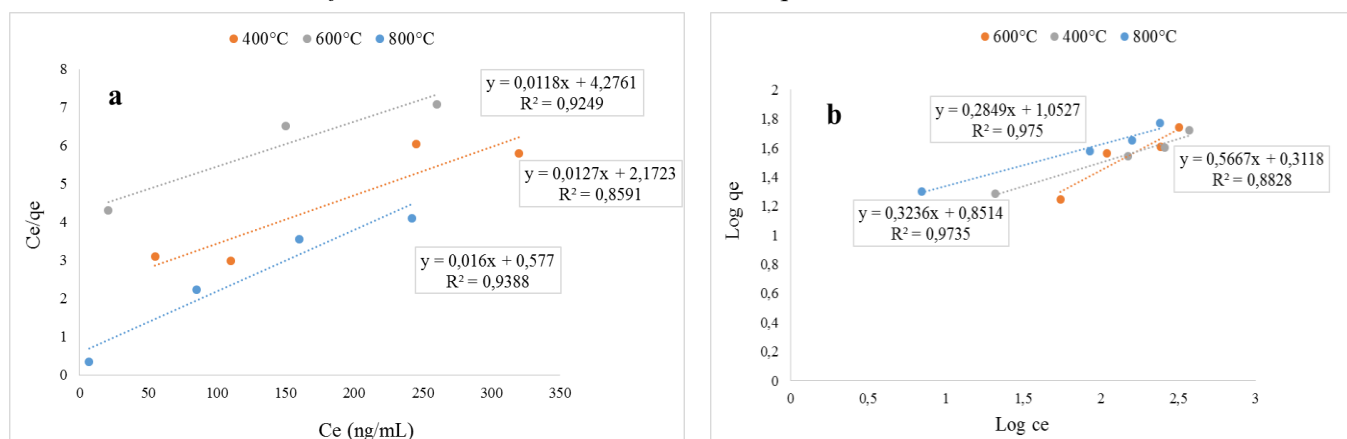 400°C 600°C 800°C
a
8
7
6
5
4
3
2
1
0
0 50 100 150 200 250 300 350
Ce/qe
Ce (ng/mL)
y = 0,0118x + 4,2761
R² = 0,9249
y = 0,0127x + 2,1723
R² = 0,8591
y = 0,016x + 0,577
R² = 0,9388
600°C 400°C 800°C
b
2
1,8
1,6
1,4
1,2
1
0,8
0,6
0,4
0,2
0
0 0,5 1 1,5 2 2,5 3
Log qe
Log ce
y = 0,2849x + 1,0527
R² = 0,975
y = 0,5667x + 0,3118
R² = 0,8828
y = 0,3236x + 0,8514
R² = 0,9735